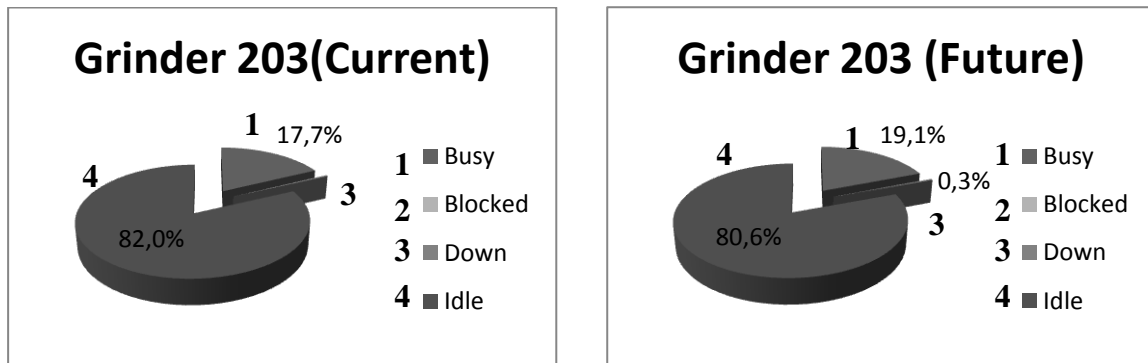 Grinder 203(Current)
1
17,7%
4
3
82,0%
1 Busy
2 Blocked
3 Down
4 Idle
Grinder 203 (Future)
1
19,1%
4
0,3%
3
80,6%
1 Busy
2 Blocked
3 Down
4 Idle